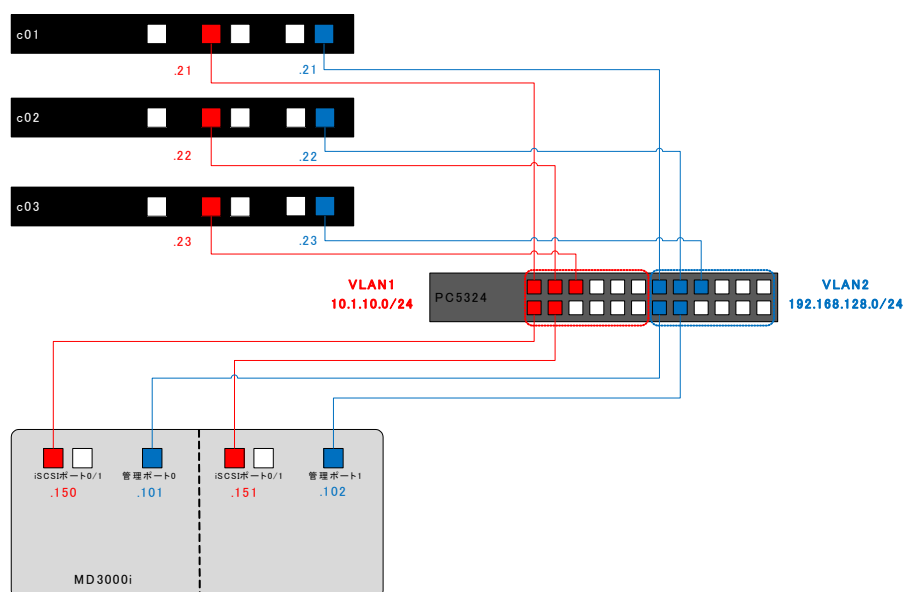 c01
.21
.21
c02
.22
.22
c03
.23
.23
VLAN1
10.1.10.0/24
PC5324
VLAN2
192.168.128.0/24
iSCSIポート0/1
管理ポート0
iSCSIポート0/1
管理ポート1
.150
.101
.151
.102
MD3000i